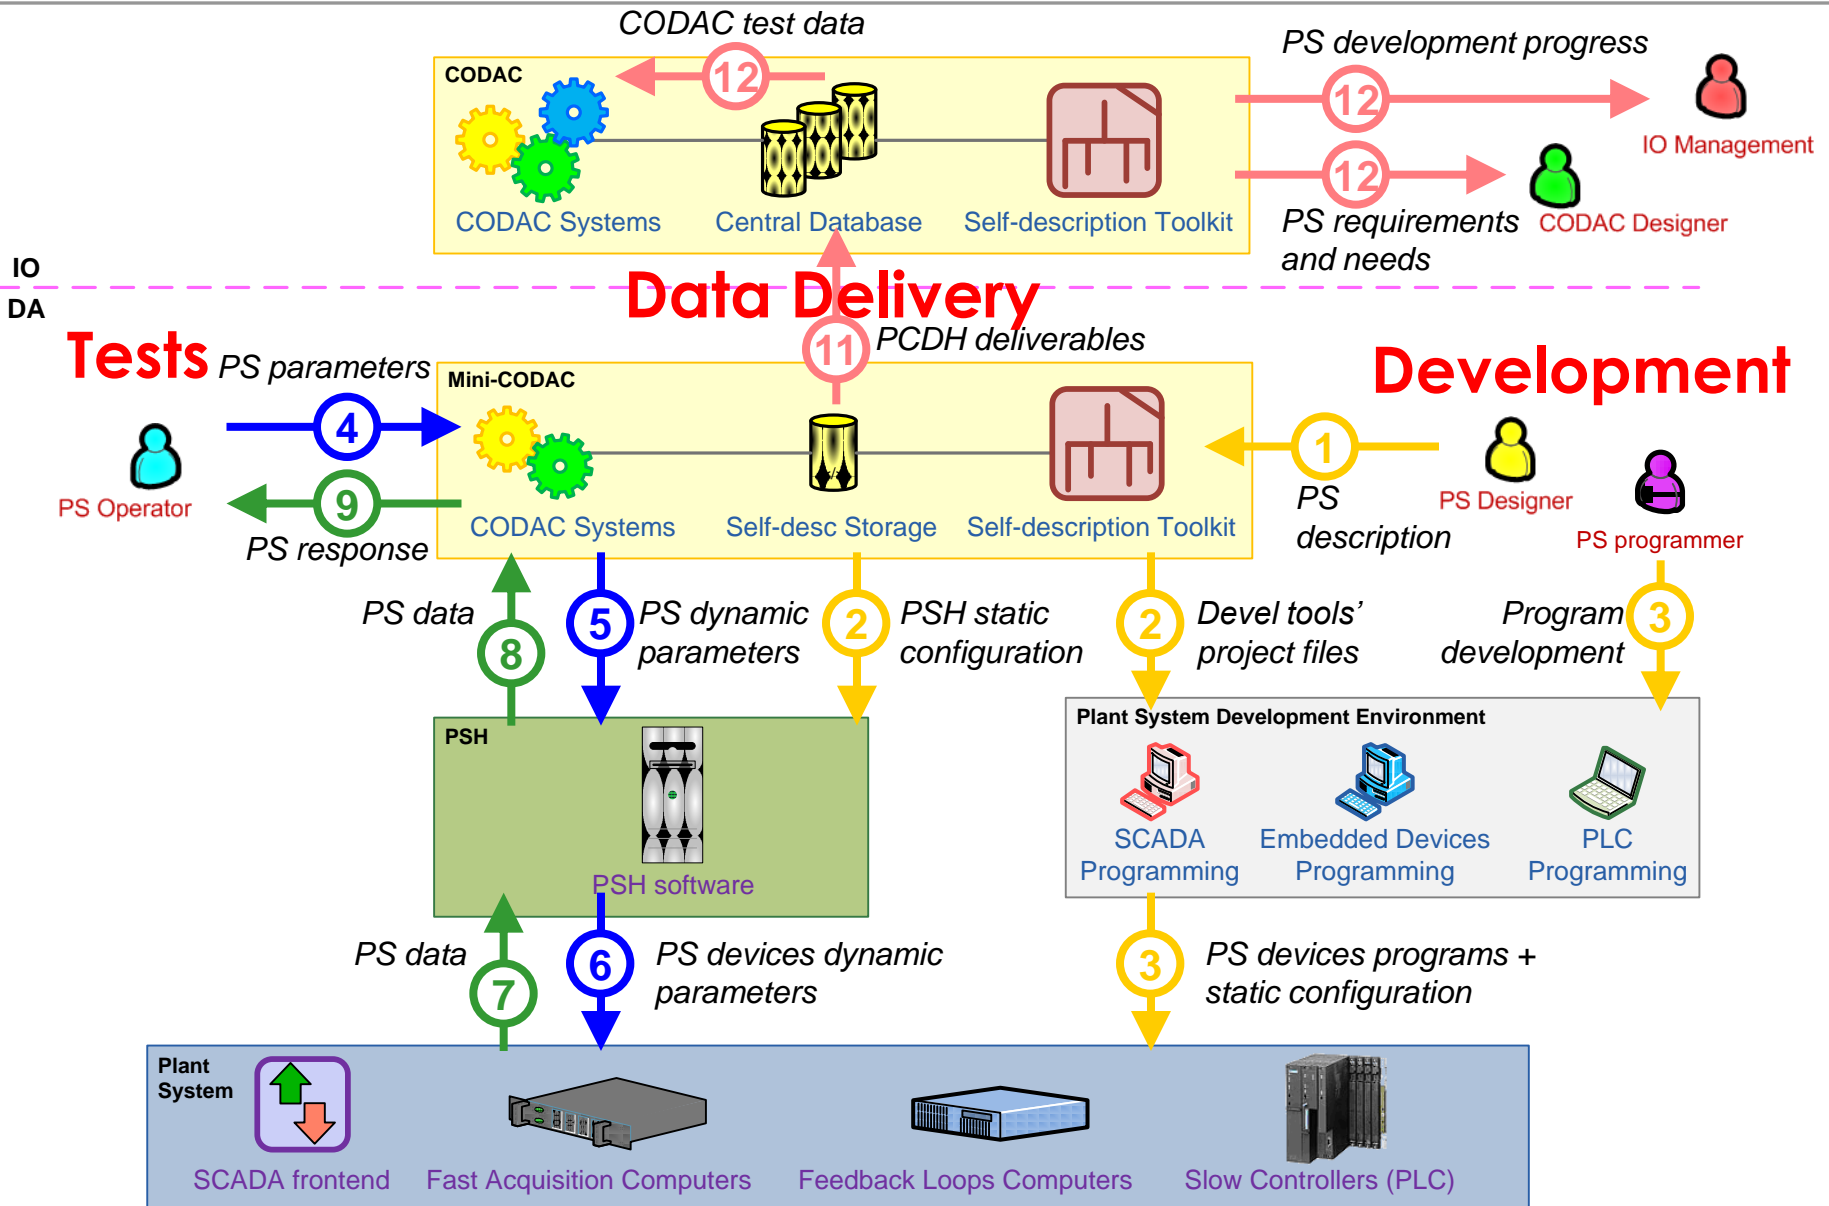 CODAC test data
PS development progress
CODAC
12
12
IO Management
12
CODAC Systems
Central Database
Self-description Toolkit
PS requirements
and needs
CODAC Designer
IO
DA
Data Delivery
11
PCDH deliverables
Tests
PS parameters
Development
Mini-CODAC
4
1
PS Operator
9
PS response
CODAC Systems
Self-desc Storage
Self-description Toolkit
PS
description
PS Designer
PS programmer
PS data
8
5
PS dynamic
parameters
2
PSH static
configuration
2
Devel tools’
project files
Program
development
3
PSH
PSH software
Plant System Development Environment
SCADA
Programming
Embedded Devices
Programming
PLC
Programming
PS data
7
6
PS devices dynamic
parameters
3
PS devices programs +
static configuration
Plant
System
SCADA frontend
Fast Acquisition Computers
Feedback Loops Computers
Slow Controllers (PLC)